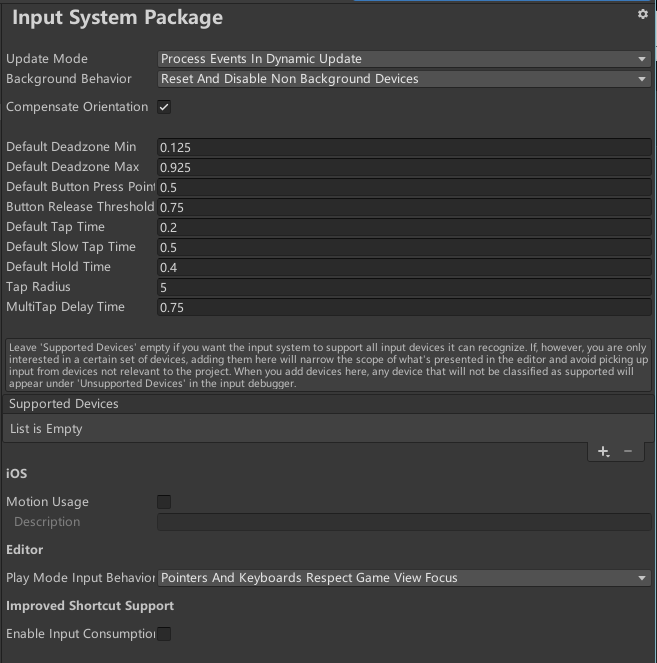 Input System Package
Update Mode Process Events In Dynamic Update
Background Behavior Reset And Disable Non Background Devices
Compensate Orientation
Default Deadzone Min 0.125
Default Deadzone Max 0.925
Default Button Press Point 0.5
Button Release Threshold 0.75
Default Tap Time 0.2
Default Slow Tap Time 0.5
Default Hold Time 0.4
Tap Radius 5
MultiTap Delay Time 0.75
Leave 'Supported Devices' empty if you want the input system to support all input devices it can recognize. If, however, you are only
interested in a certain set of devices, adding them here will narrow the scope of what's presented in the editor and avoid picking up
input from devices not relevant to the project. When you add devices here, any device that will not be classified as supported will
appear under 'Unsupported Devices' in the input debugger.
Supported Devices
List is Empty
iOS
Motion Usage
Description
Editor
Play Mode Input Behavior Pointers And Keyboards Respect Game View Focus
Improved Shortcut Support
Enable Input Consumption